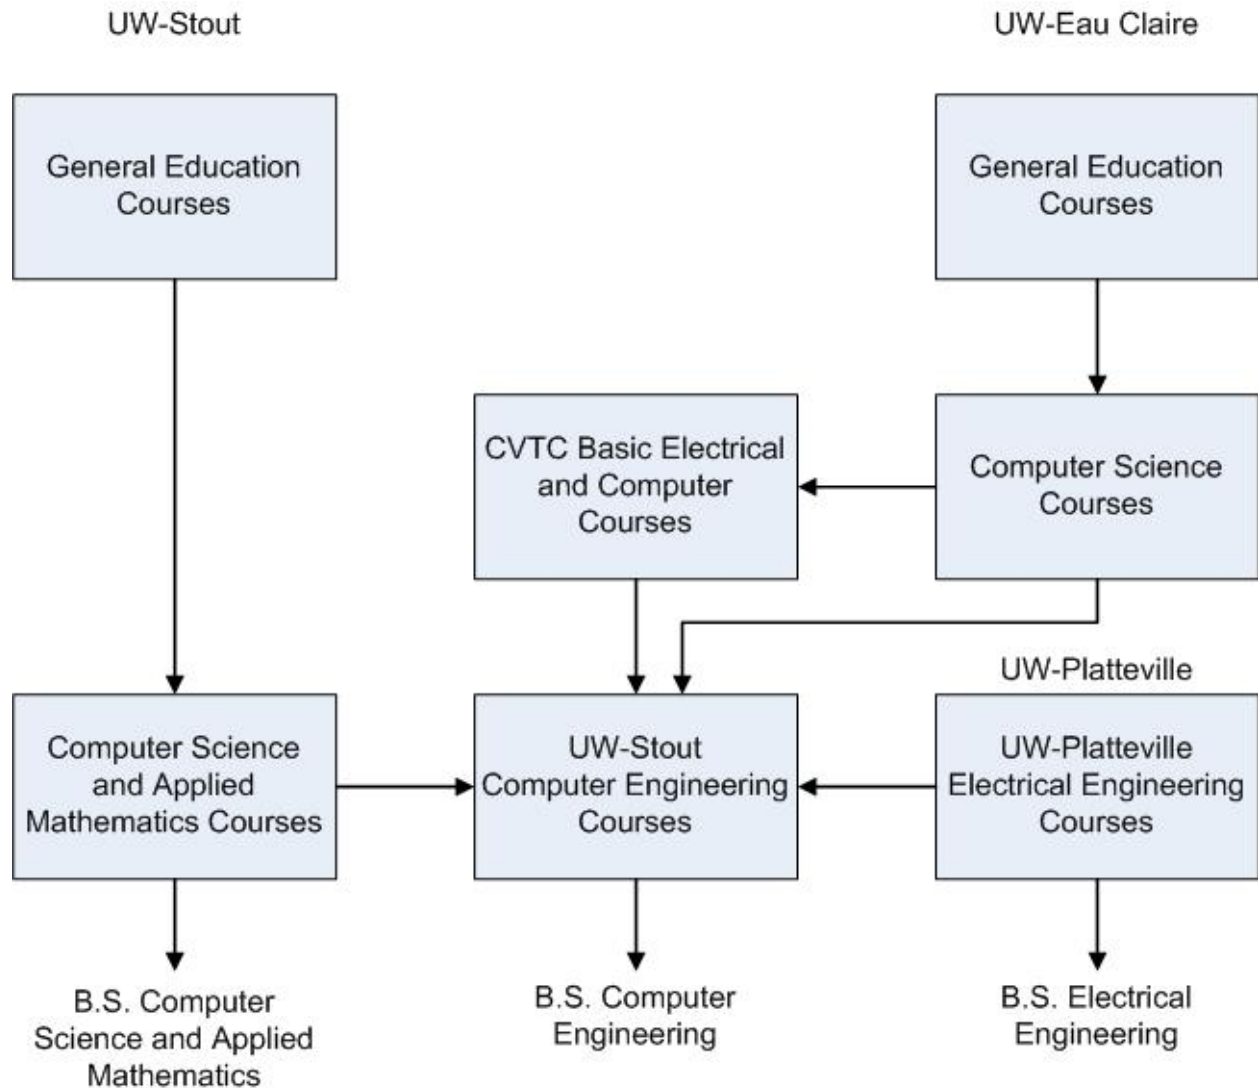 UW-Stout
UW-Eau Claire
General Education
Courses
General Education
Courses
CVTC Basic Electrical
and Computer
Courses
Computer Science
Courses
UW-Platteville
Computer Science
and Applied
Mathematics Courses
UW-Stout
Computer Engineering
Courses
UW-Platteville
Electrical Engineering
Courses
B.S. Computer
Science and Applied
Mathematics
B.S. Computer
Engineering
B.S. Electrical
Engineering